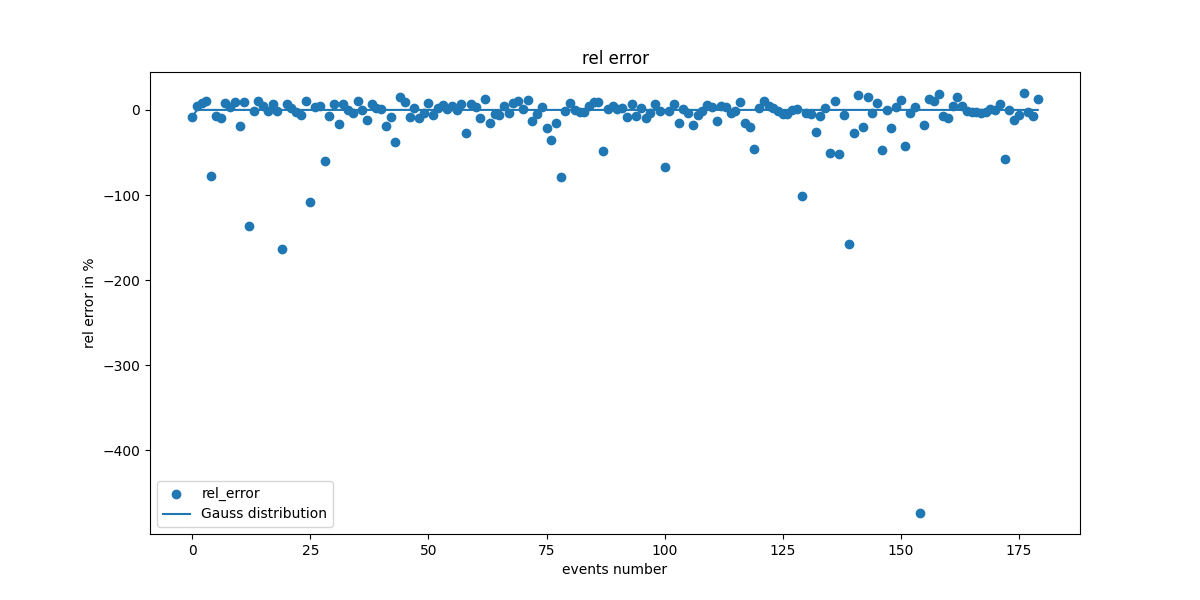 rel error
rel error in %
0
−100
−200
−300
−400
rel_error
Gauss distribution
0 25 50 75 100 125 150 175
events number